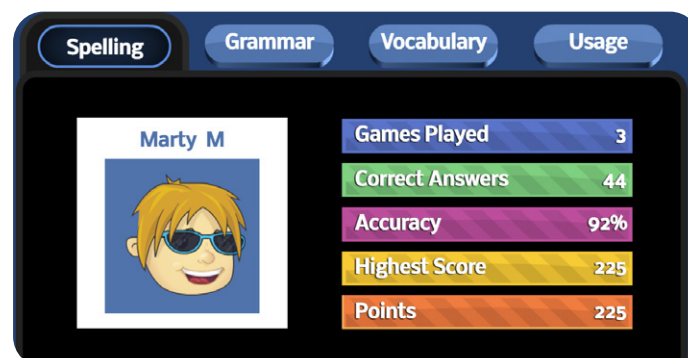 Spelling Grammar Vocabulary Usage
Marty M
Games Played 3
Correct Answers 44
Accuracy 92%
Highest Score 225
Points 225